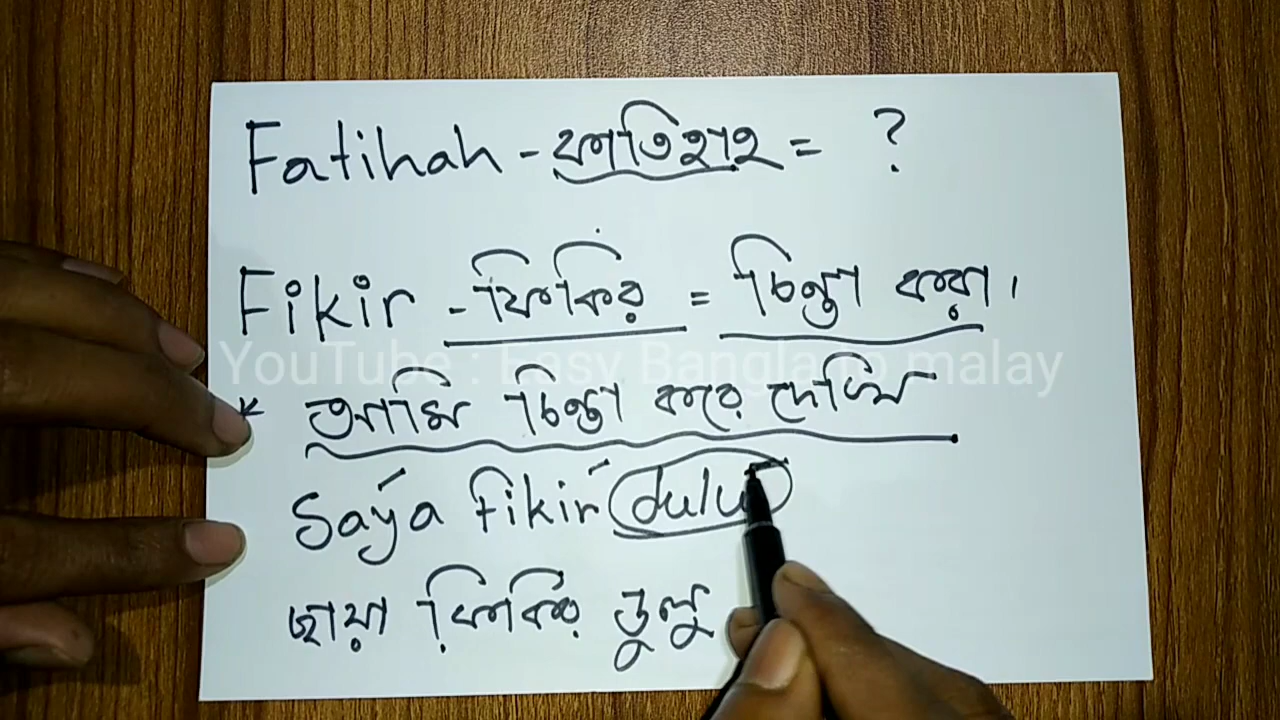 Fatihah - ফাতিহাহ = ?
Fikir - ফিকির = চিন্তা করা।
YouTube : Easy Bangla to malay
* আমি চিন্তা করে দেখি
Saya fikir dulu
ছায়া ফিকির ডুলু